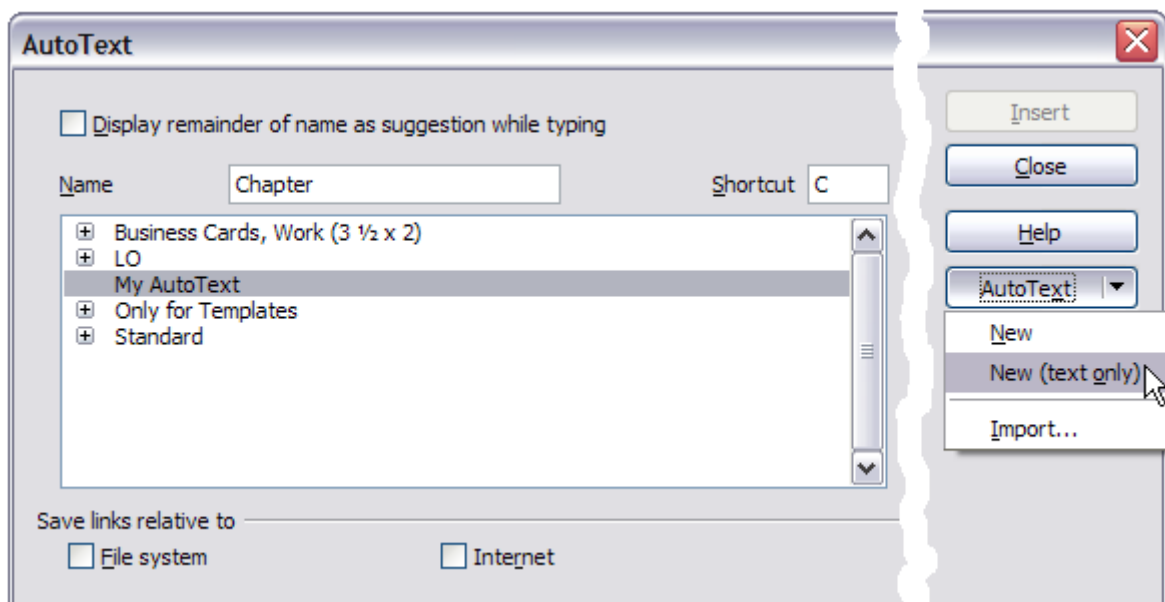 AutoText
Display remainder of name as suggestion while typing
Name Chapter Shortcut C
Business Cards, Work (3 ½ x 2)
LO
My AutoText
Only for Templates
Standard
Save links relative to
File system Internet
Insert
Close
Help
AutoText
New
New (text only)
Import...